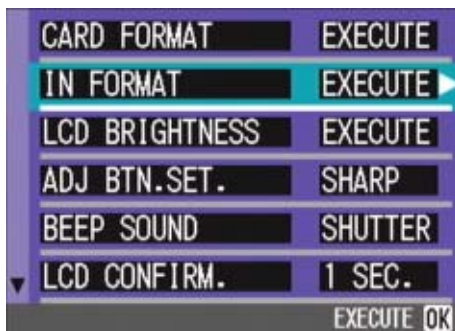 CARD FORMAT EXECUTE
IN FORMAT EXECUTE
LCD BRIGHTNESS EXECUTE
ADJ BTN.SET. SHARP
BEEP SOUND SHUTTER
LCD CONFIRM. 1 SEC.
EXECUTE OK